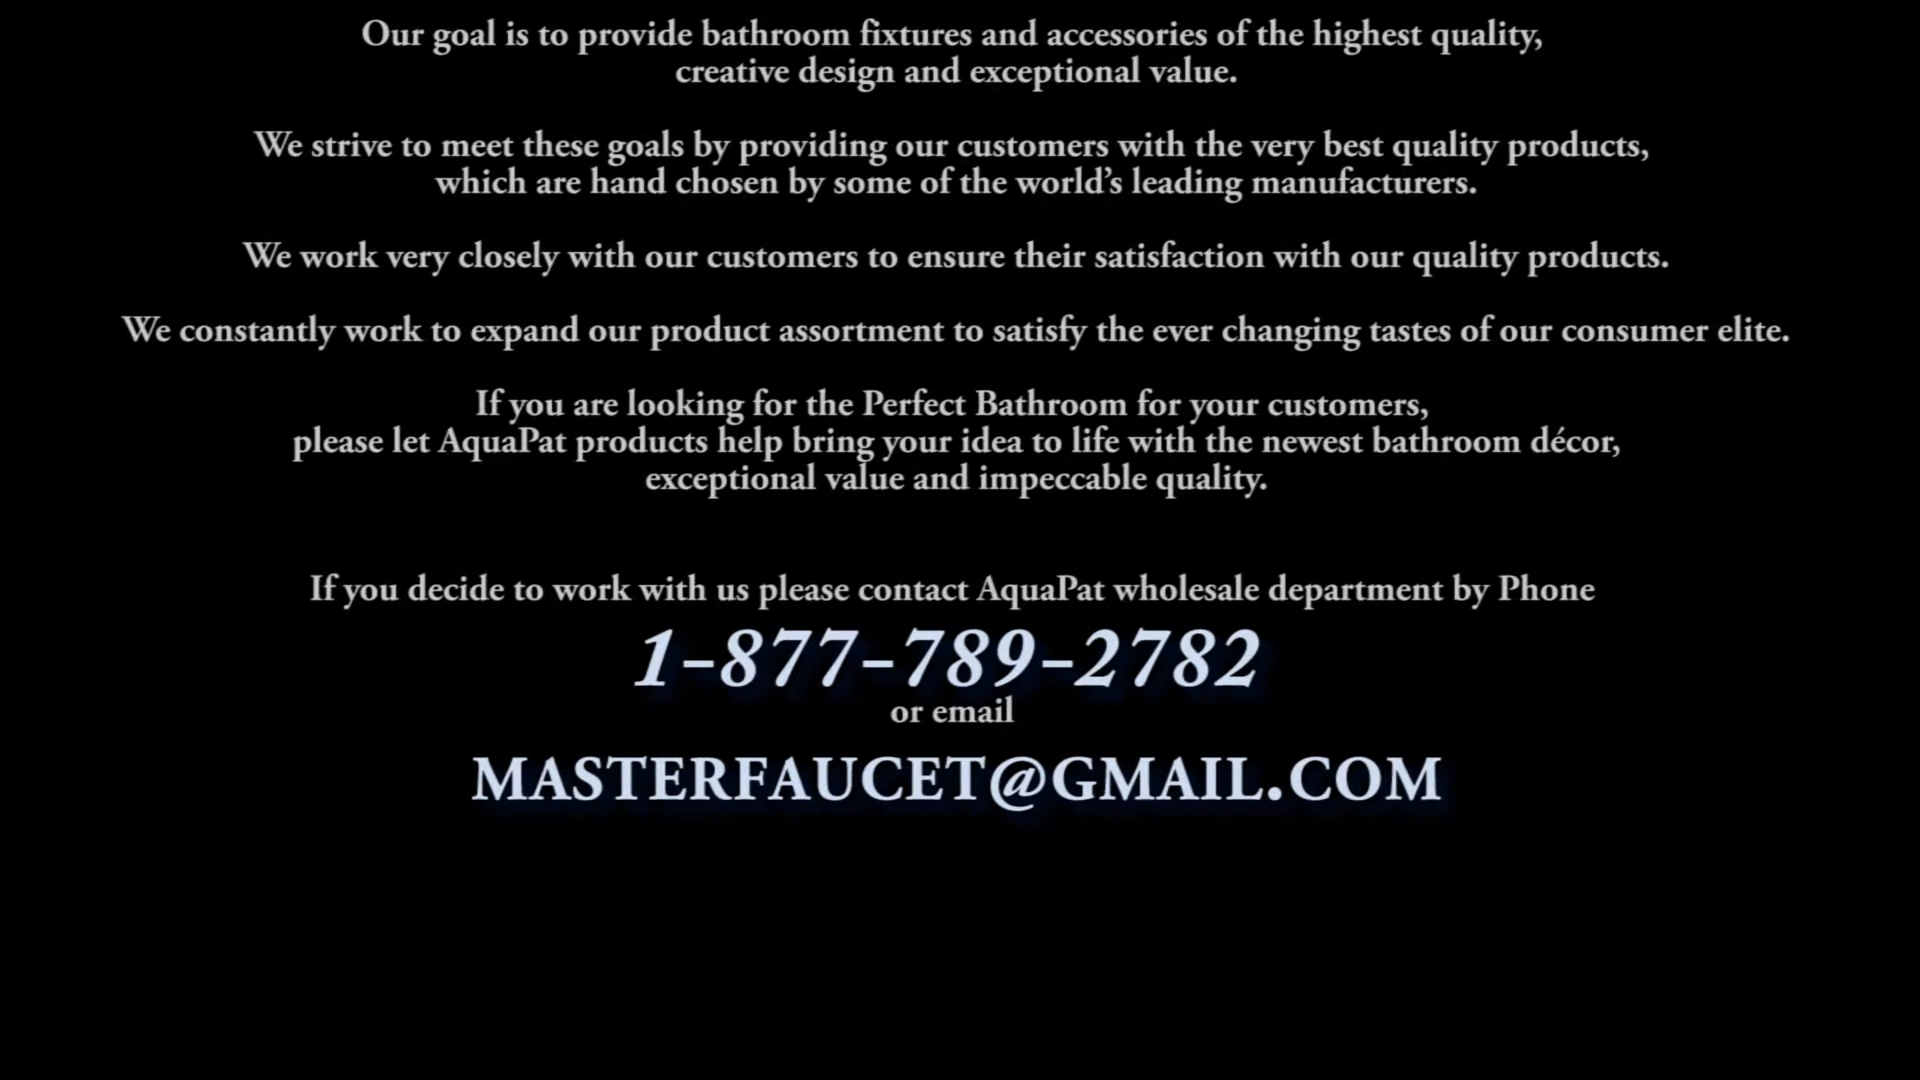 Our goal is to provide bathroom fixtures and accessories of the highest quality,
creative design and exceptional value.
We strive to meet these goals by providing our customers with the very best quality products,
which are hand chosen by some of the world’s leading manufacturers.
We work very closely with our customers to ensure their satisfaction with our quality products.
We constantly work to expand our product assortment to satisfy the ever changing tastes of our consumer elite.
If you are looking for the Perfect Bathroom for your customers,
please let AquaPat products help bring your idea to life with the newest bathroom décor,
exceptional value and impeccable quality.
If you decide to work with us please contact AquaPat wholesale department by Phone
1-877-789-2782
or email
MASTERFAUCET@GMAIL.COM